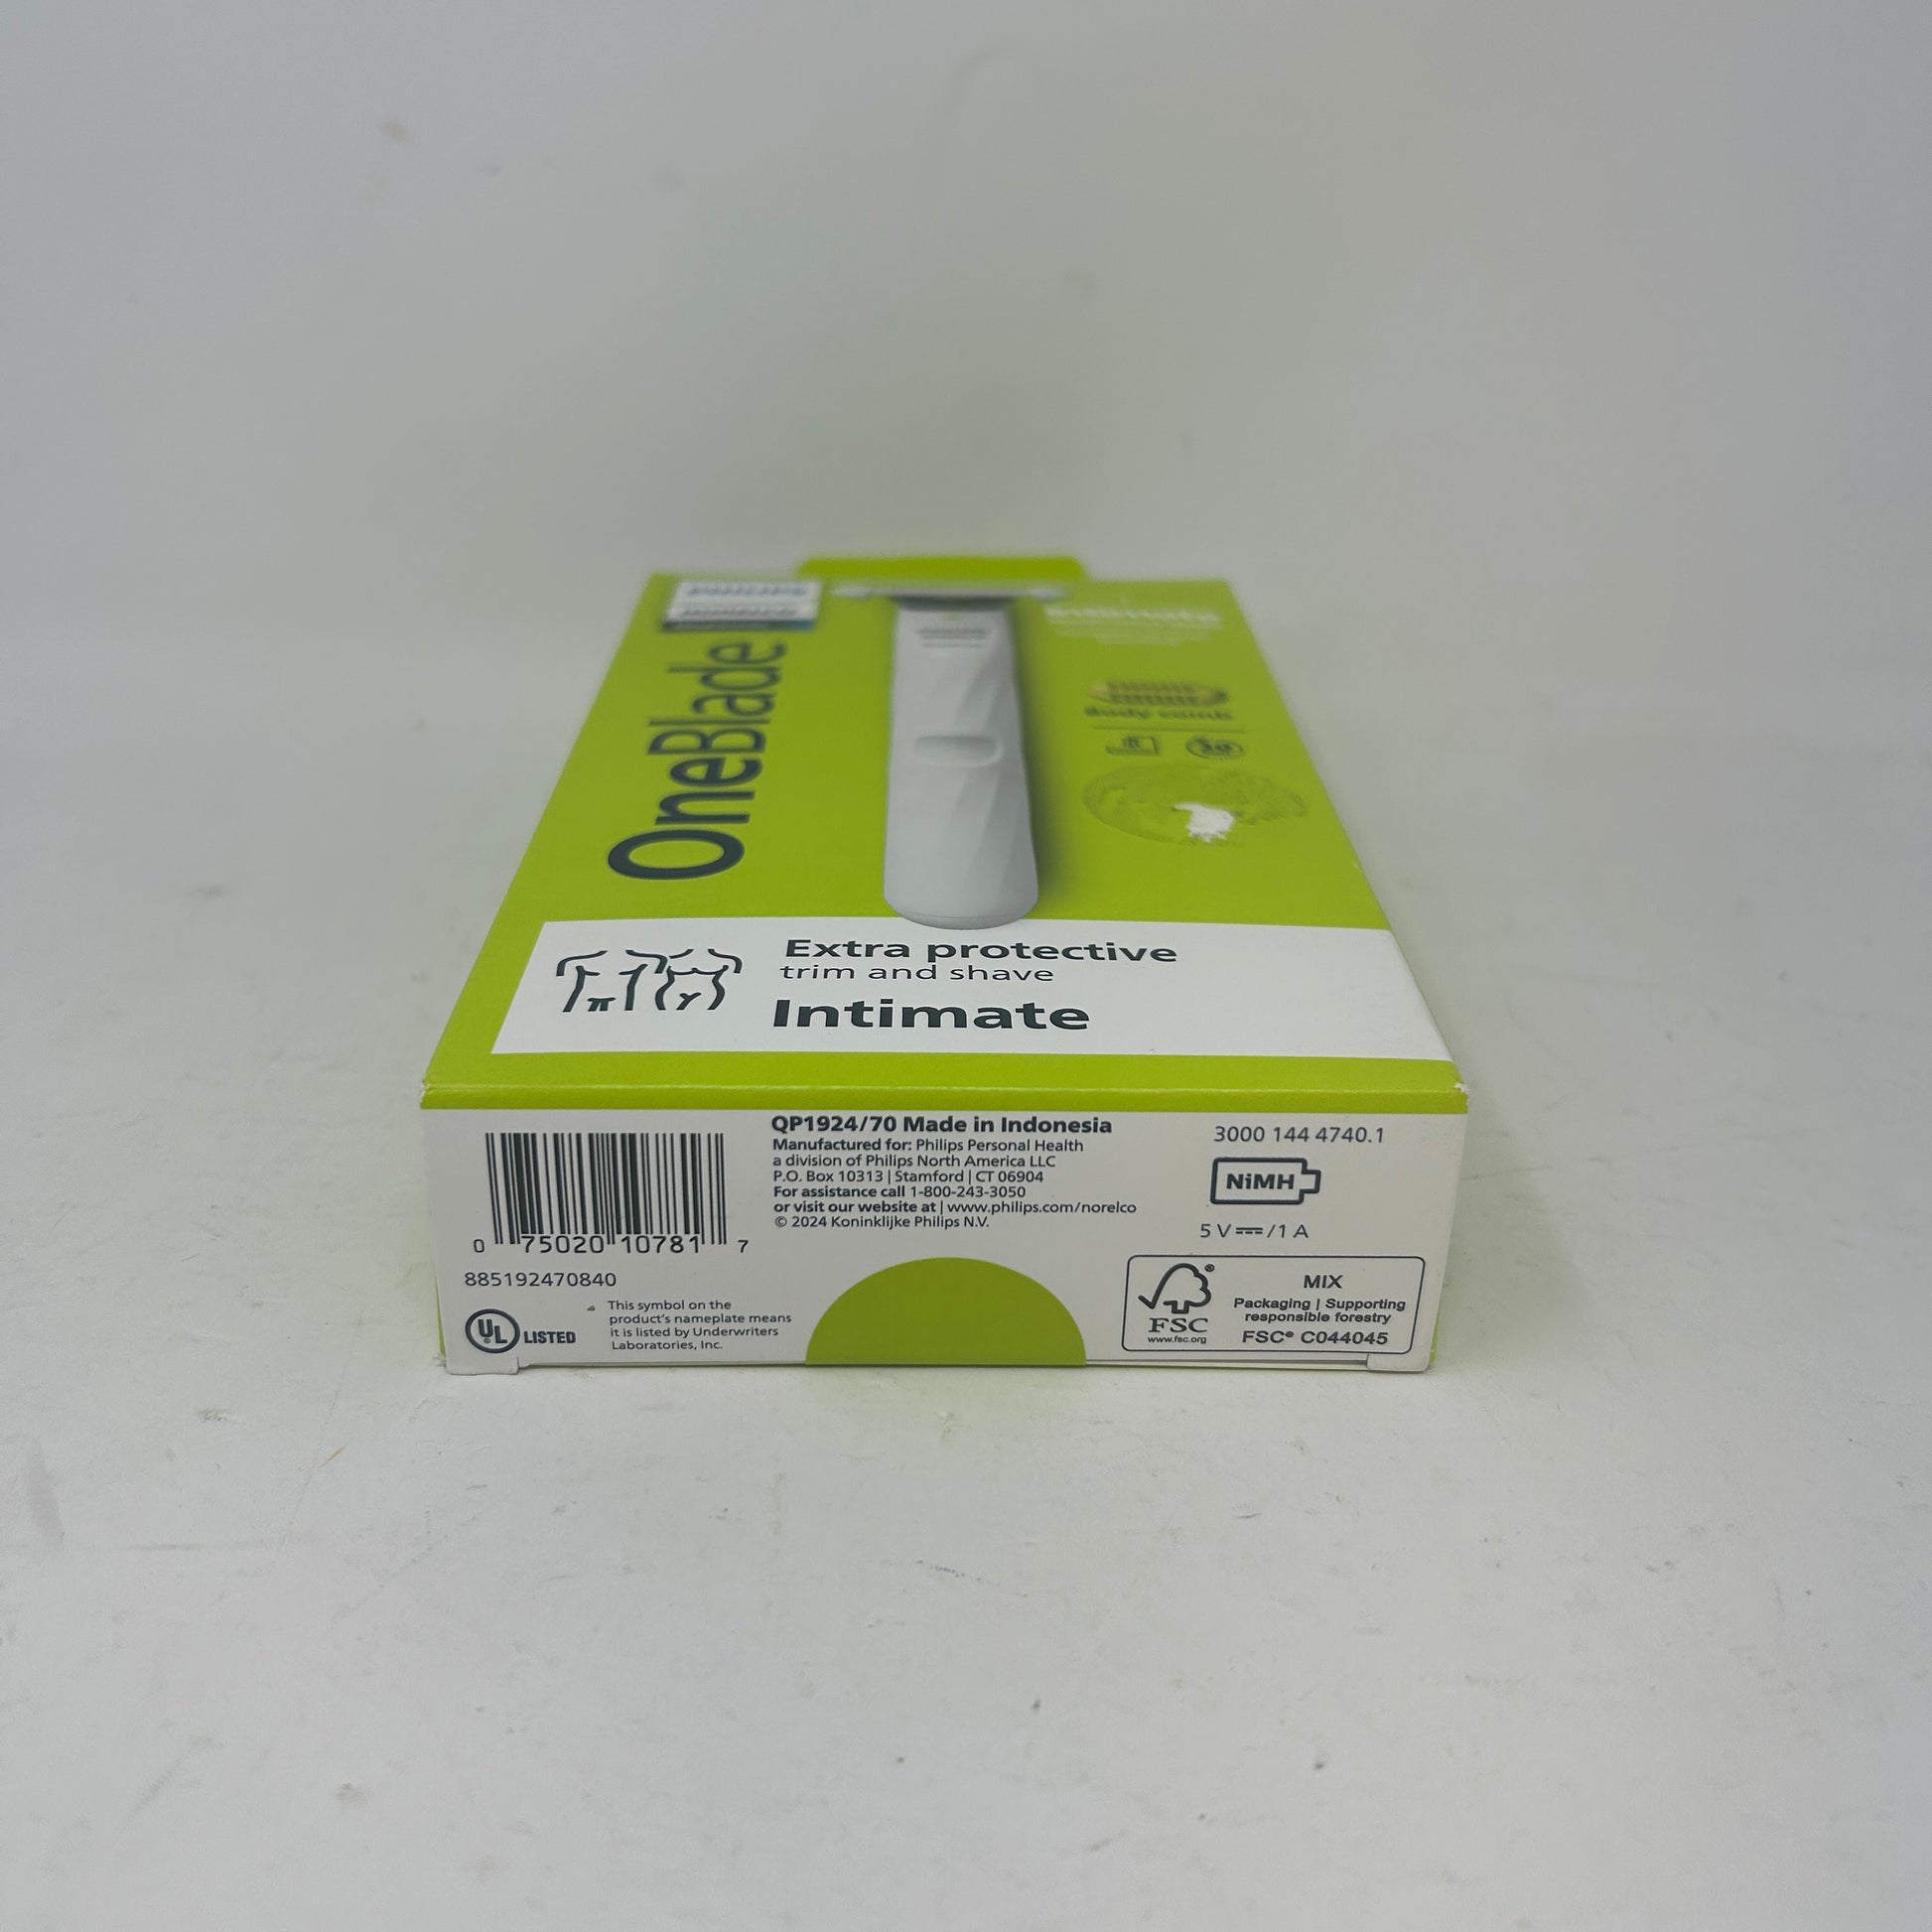 PHILIPS
OneBlade
Intimate
Body comb
Extra protective
trim and shave
Intimate
QP1924/70 Made in Indonesia
Manufactured for: Philips Personal Health
a division of Philips North America LLC
P.O. Box 10313 | Stamford | CT 06904
For assistance call 1-800-243-3050
or visit our website at | www.philips.com/norelco
© 2024 Koninklijke Philips N.V.
0 75020 10781 7
885192470840
UL LISTED
This symbol on the
product's nameplate means
it is listed by Underwriters
Laboratories, Inc.
3000 144 4740.1
NiMH
5 V⎓/1 A
FSC®
www.fsc.org
MIX
Packaging | Supporting
responsible forestry
FSC® C044045